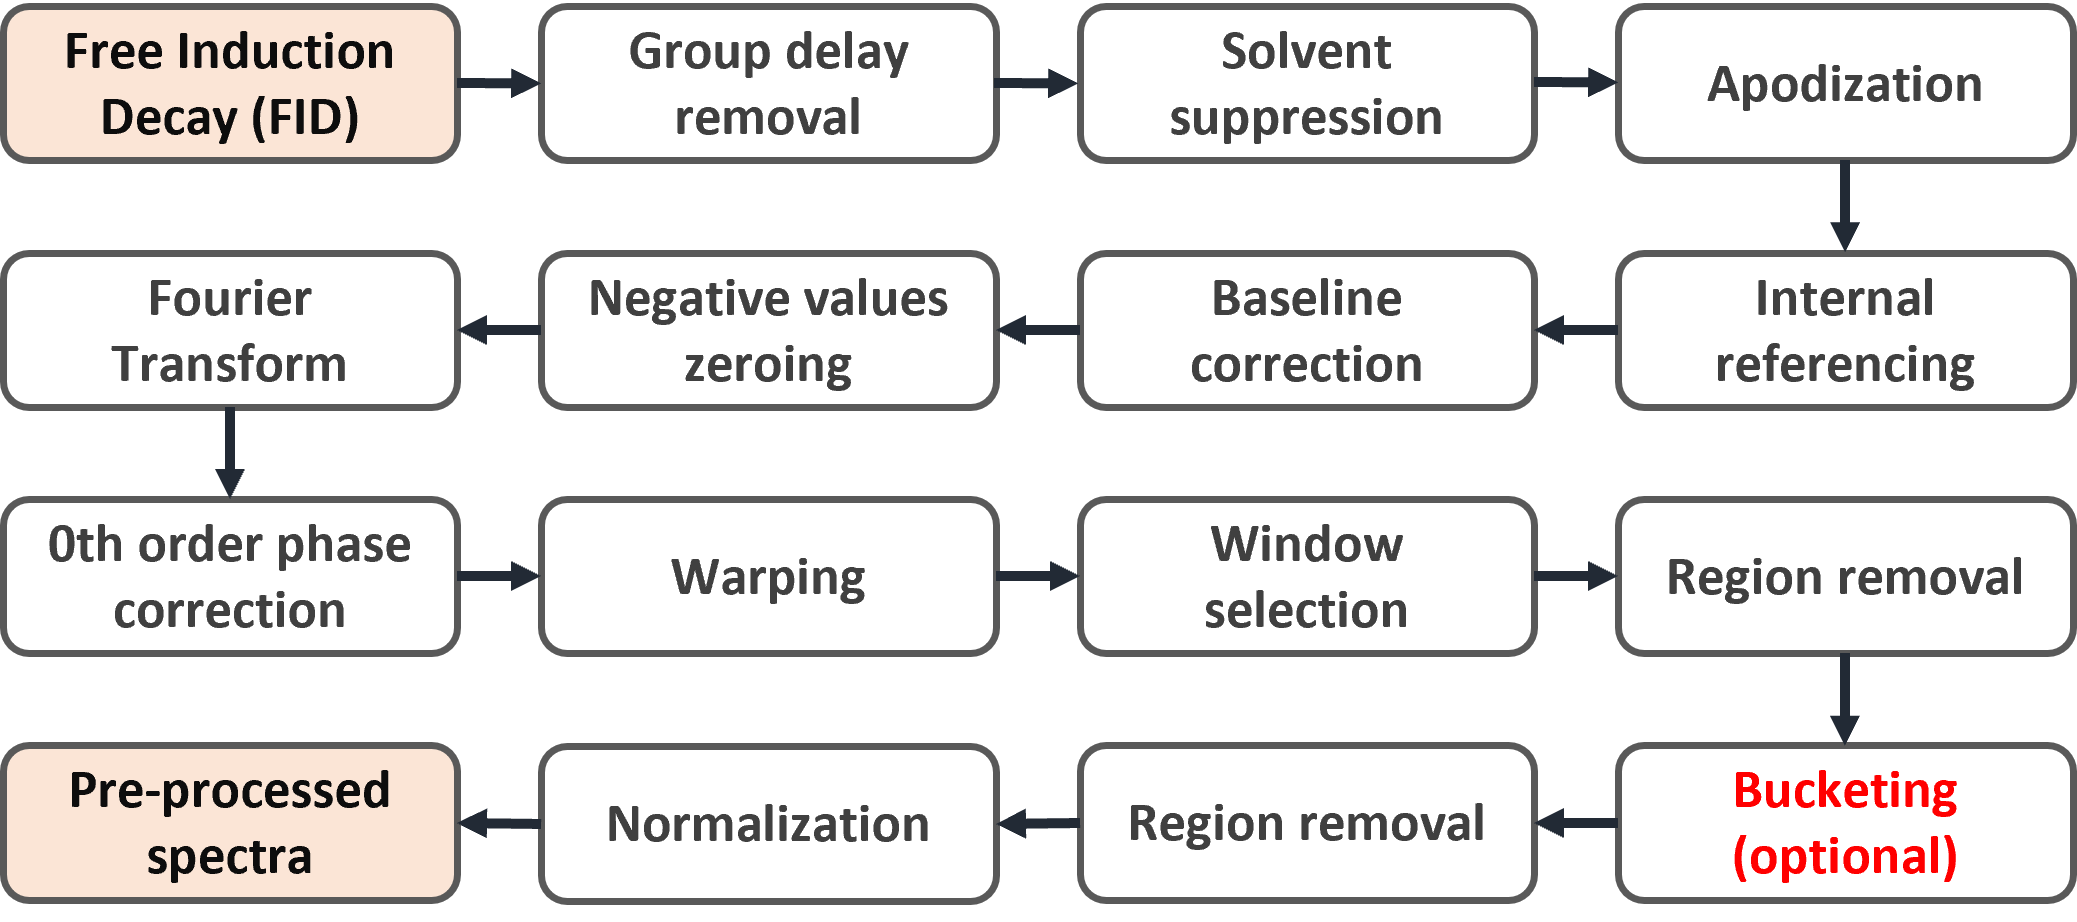 Free Induction
Decay (FID)
Group delay
removal
Solvent
suppression
Apodization
Internal
referencing
Baseline
correction
Negative values
zeroing
Fourier
Transform
0th order phase
correction
Warping
Window
selection
Region removal
Bucketing
(optional)
Region removal
Normalization
Pre-processed
spectra